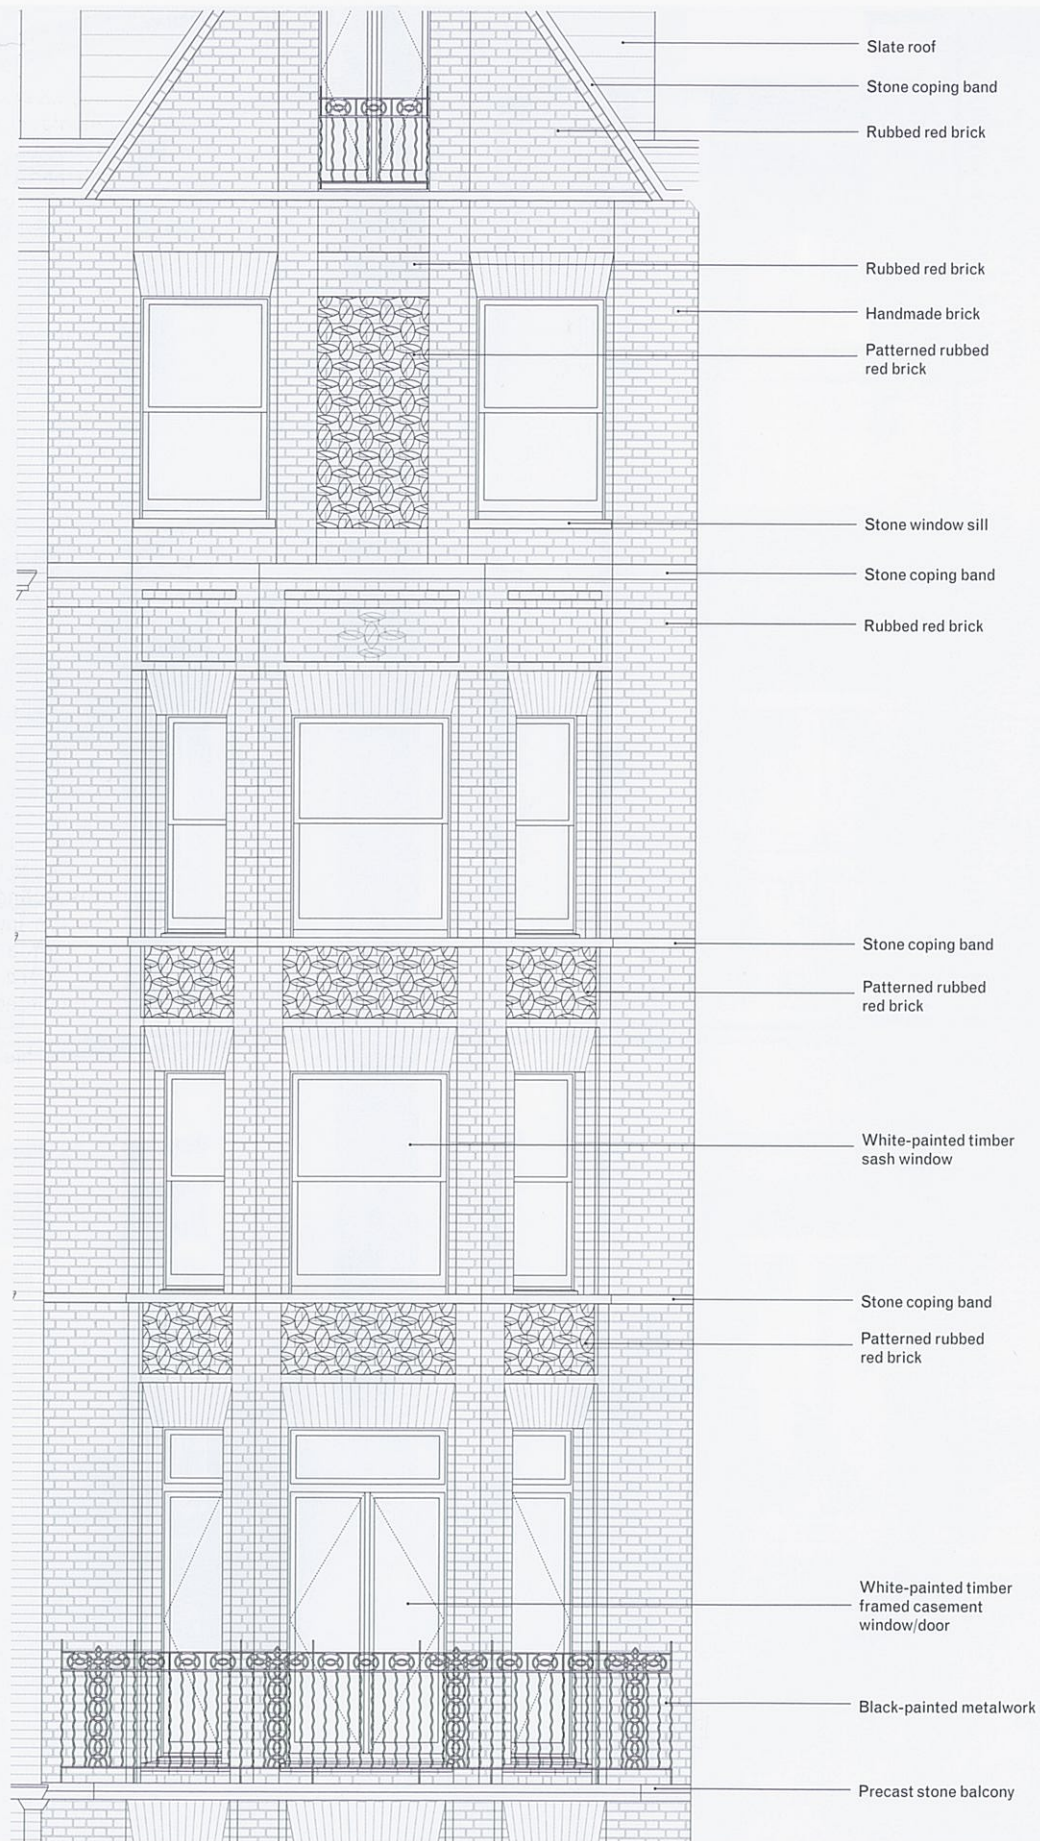 Slate roof
Stone coping band
Rubbed red brick
Rubbed red brick
Handmade brick
Patterned rubbed
red brick
Stone window sill
Stone coping band
Rubbed red brick
Stone coping band
Patterned rubbed
red brick
White-painted timber
sash window
Stone coping band
Patterned rubbed
red brick
White-painted timber
framed casement
window/door
Black-painted metalwork
Precast stone balcony